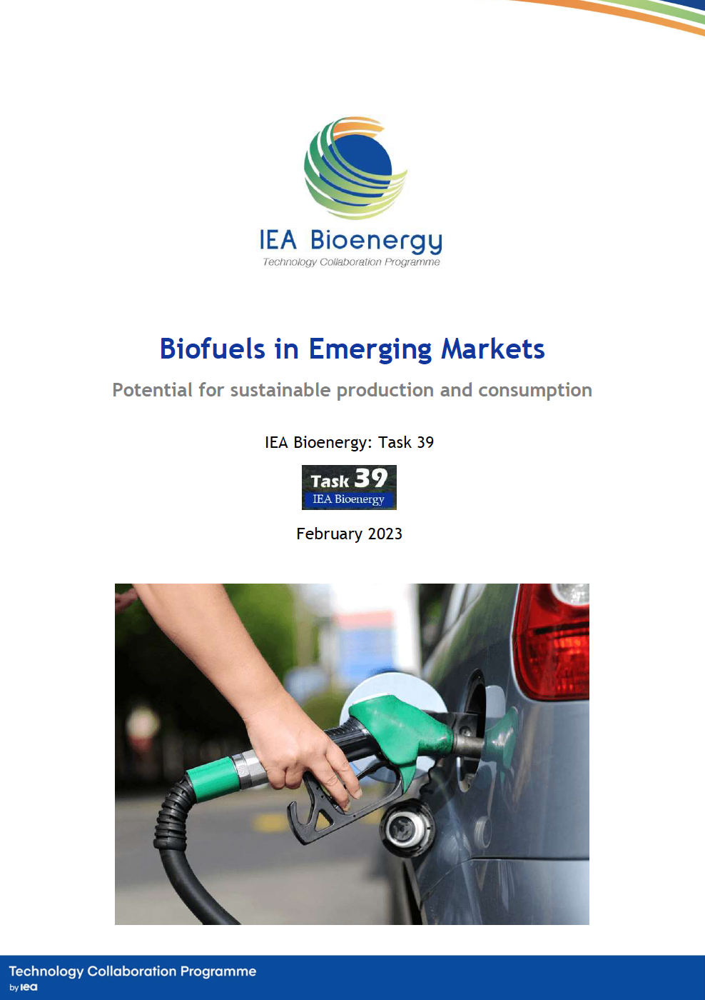 IEA Bioenergy
Technology Collaboration Programme
Biofuels in Emerging Markets
Potential for sustainable production and consumption
IEA Bioenergy: Task 39
Task 39
IEA Bioenergy
February 2023
Technology Collaboration Programme
by iea